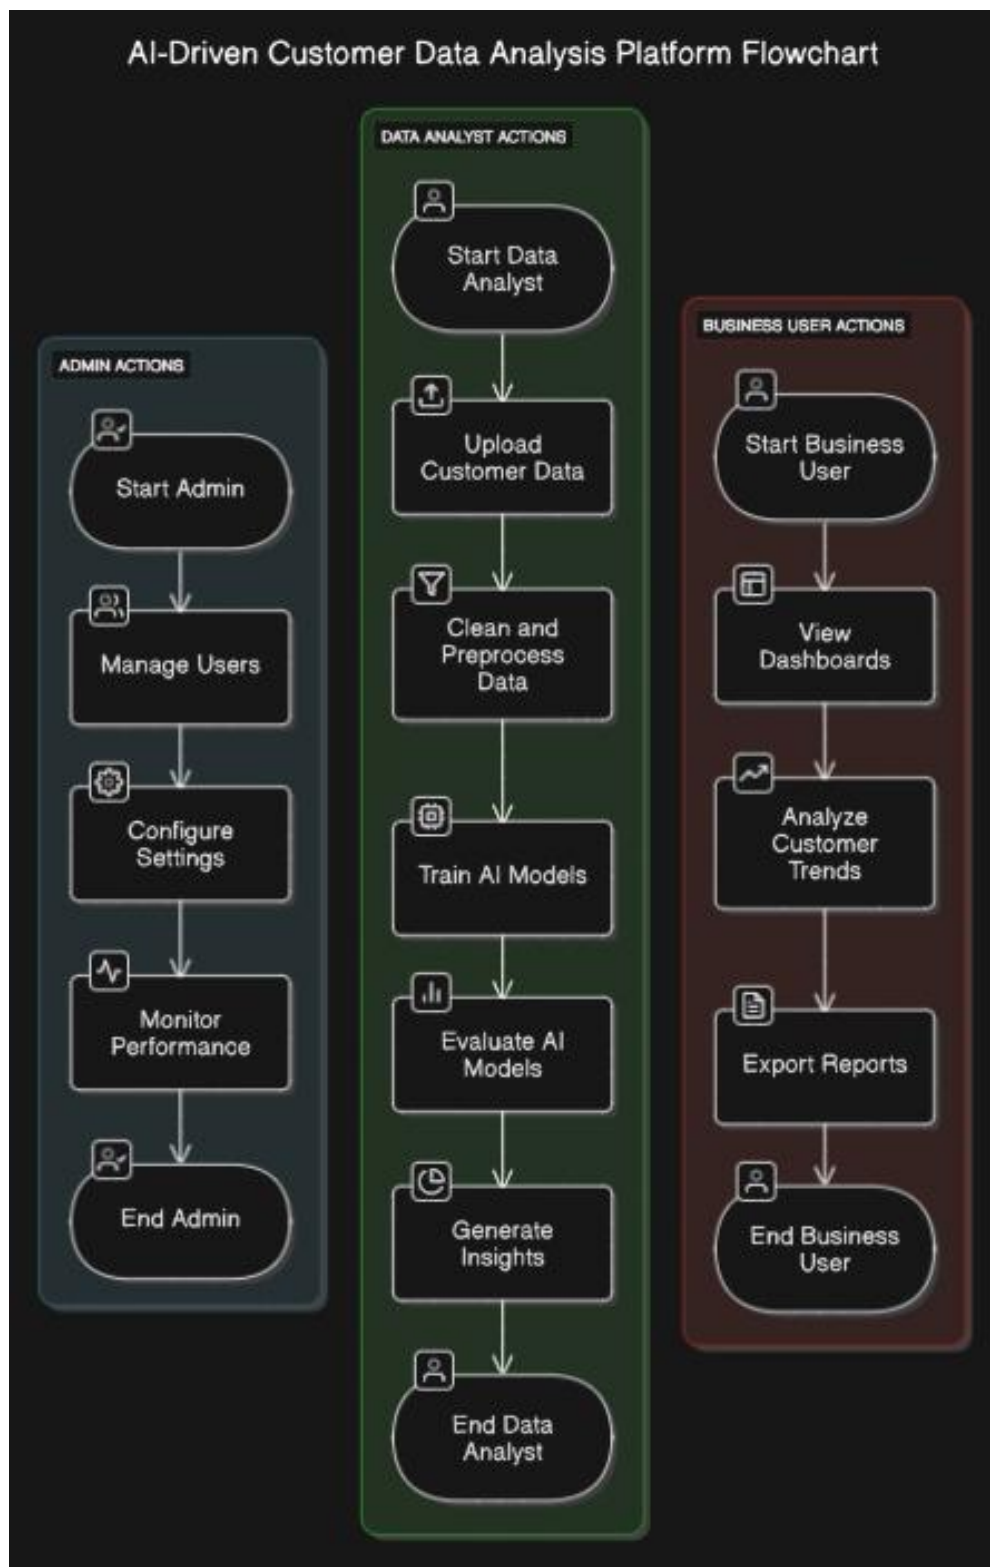 AI-Driven Customer Data Analysis Platform Flowchart
ADMIN ACTIONS
Start Admin
Manage Users
Configure
Settings
Monitor
Performance
End Admin
DATA ANALYST ACTIONS
Start Data
Analyst
Upload
Customer Data
Clean and
Preprocess
Data
Train AI Models
Evaluate AI
Models
Generate
Insights
End Data
Analyst
BUSINESS USER ACTIONS
Start Business
User
View
Dashboards
Analyze
Customer
Trends
Export Reports
End Business
User